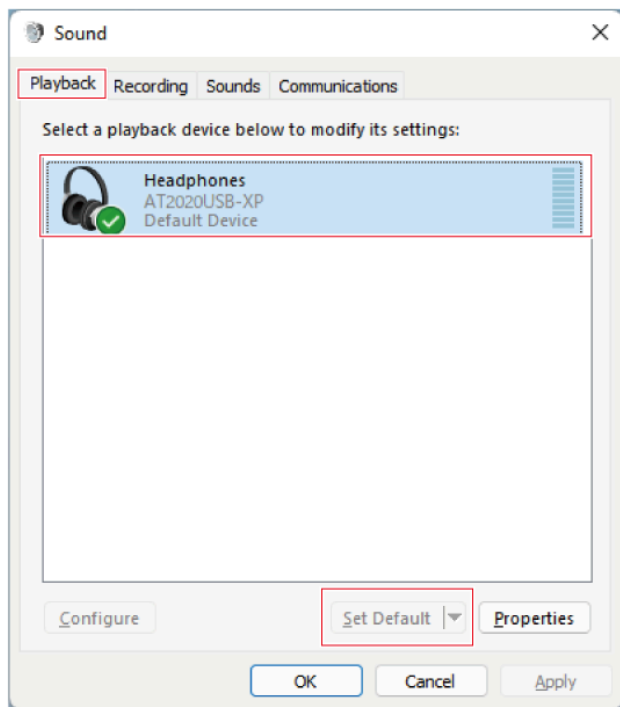 Sound
Playback Recording Sounds Communications
Select a playback device below to modify its settings:
Headphones
AT2020USB-XP
Default Device
Configure Set Default Properties
OK Cancel Apply